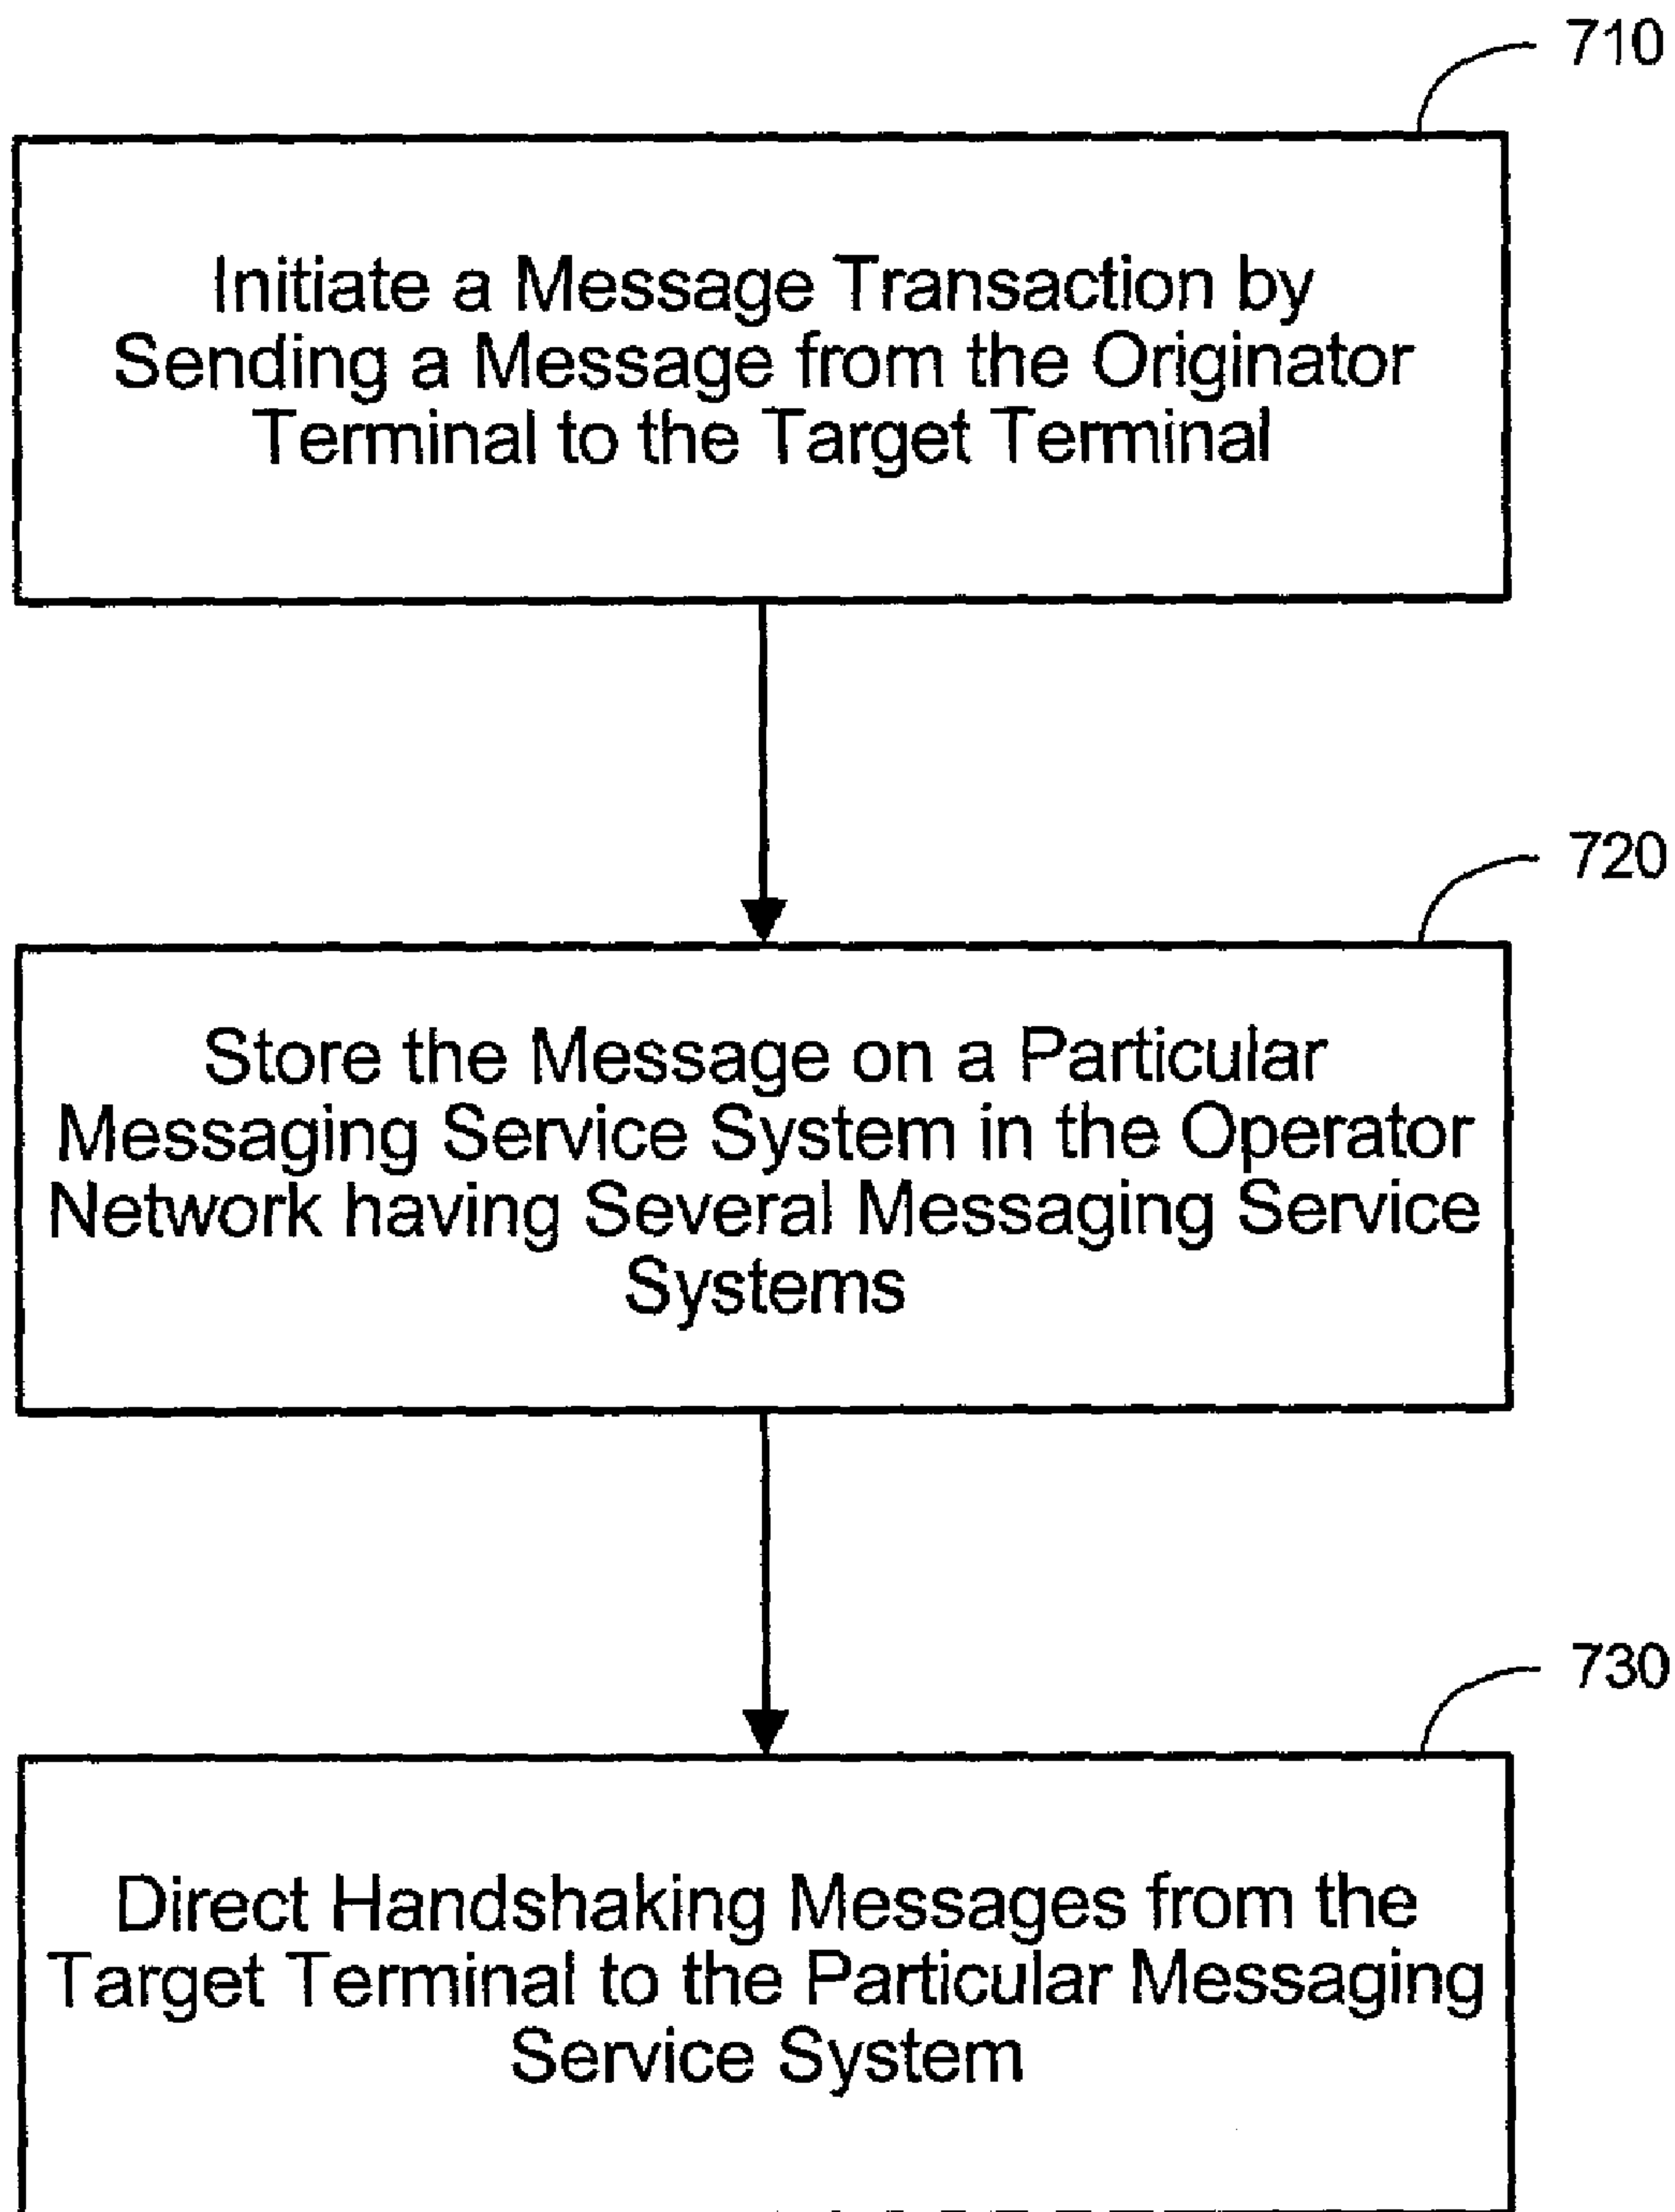 710
Initiate a Message Transaction by
Sending a Message from the Originator
Terminal to the Target Terminal
720
Store the Message on a Particular
Messaging Service System in the Operator
Network having Several Messaging Service
Systems
730
Direct Handshaking Messages from the
Target Terminal to the Particular Messaging
Service System